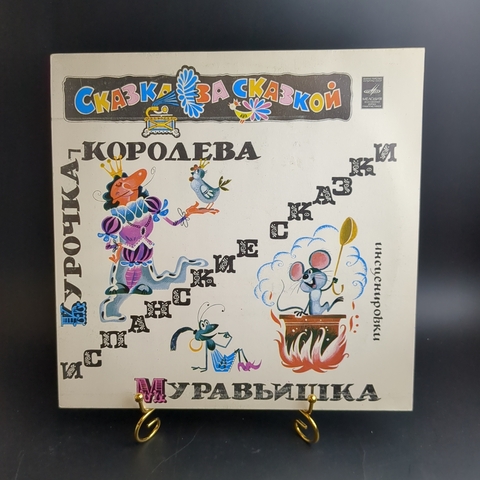 СКАЗКА ЗА СКАЗКОЙ
КУРОЧКА-КОРОЛЕВА
ИСПАНСКИЕ СКАЗКИ
инсценировки
МУРАВЬИШКА